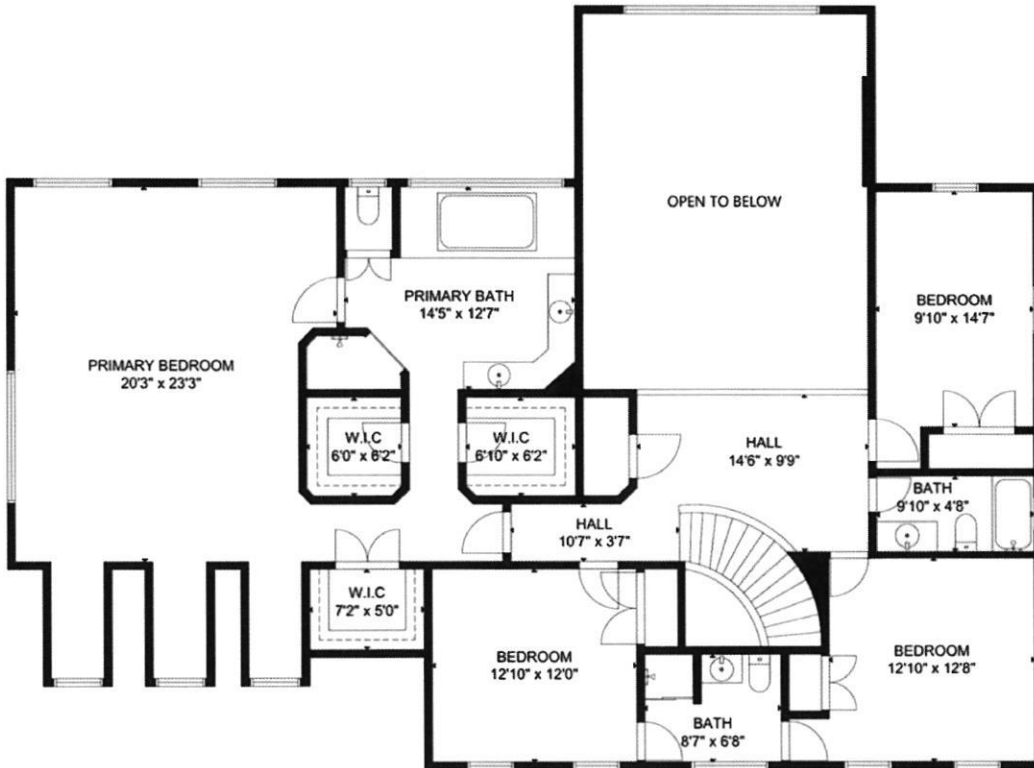 OPEN TO BELOW
PRIMARY BATH
14'5" x 12'7"
BEDROOM
9'10" x 14'7"
PRIMARY BEDROOM
20'3" x 23'3"
W.I.C
6'0" x 6'2"
W.I.C
6'10" x 6'2"
HALL
14'6" x 9'9"
BATH
9'10" x 4'8"
HALL
10'7" x 3'7"
W.I.C
7'2" x 5'0"
BEDROOM
12'10" x 12'0"
BEDROOM
12'10" x 12'8"
BATH
8'7" x 6'8"